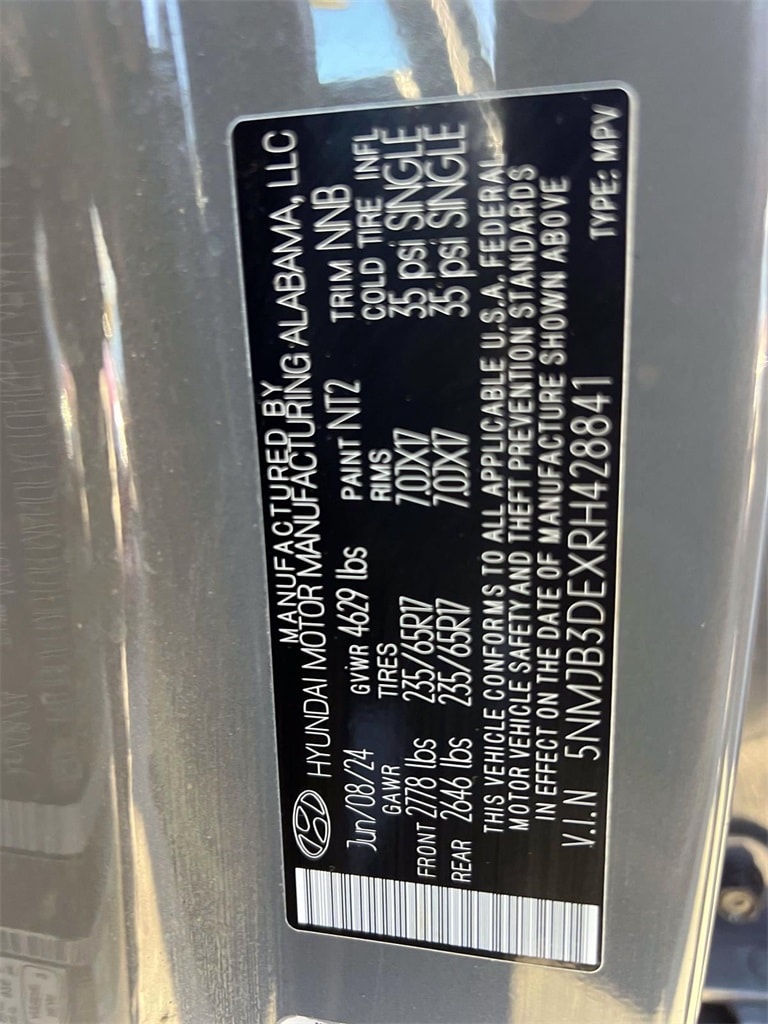 MANUFACTURED BY
HYUNDAI MOTOR MANUFACTURING ALABAMA, LLC
Jun/08/24 GVWR 4629 lbs PAINT NT2 TRIM NNB
GAWR TIRES RIMS COLD TIRE INFL
FRONT 2778 lbs 235/65R17 7.0JX17 35 psi SINGLE
REAR 2646 lbs 235/65R17 7.0JX17 35 psi SINGLE
THIS VEHICLE CONFORMS TO ALL APPLICABLE U.S.A. FEDERAL
MOTOR VEHICLE SAFETY AND THEFT PREVENTION STANDARDS
IN EFFECT ON THE DATE OF MANUFACTURE SHOWN ABOVE
V.I.N 5NMJB3DEXRH428841 TYPE: MPV